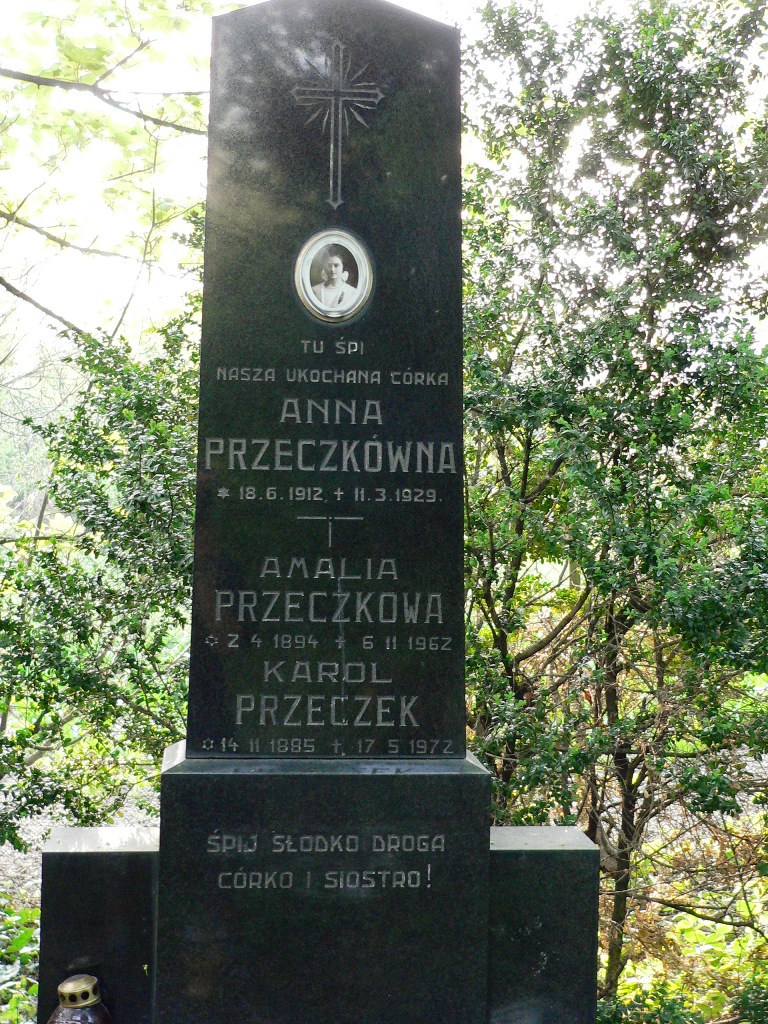 TU ŚPI
NASZA UKOCHANA CÓRKA
ANNA
PRZECZKÓWNA
* 18.6.1912. + 11.3.1929.
AMALIA
PRZECZKOWA
✡ 2 4 1894 + 6 11 1962
KAROL
PRZECZEK
✡ 14 11 1885 + 17 5 1972
ŚPIJ SŁODKO DROGA
CÓRKO I SIOSTRO!